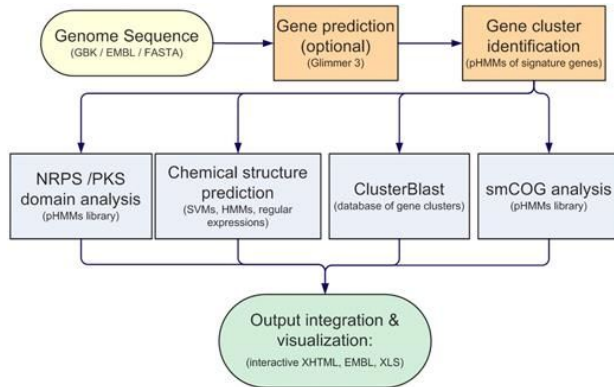 Genome Sequence
(GBK / EMBL / FASTA)
Gene prediction
(optional)
(Glimmer 3)
Gene cluster
identification
(pHMMs of signature genes)
NRPS /PKS
domain analysis
(pHMMs library)
Chemical structure
prediction
(SVMs, HMMs, regular
expressions)
ClusterBlast
(database of gene clusters)
smCOG analysis
(pHMMs library)
Output integration &
visualization:
(interactive XHTML, EMBL, XLS)